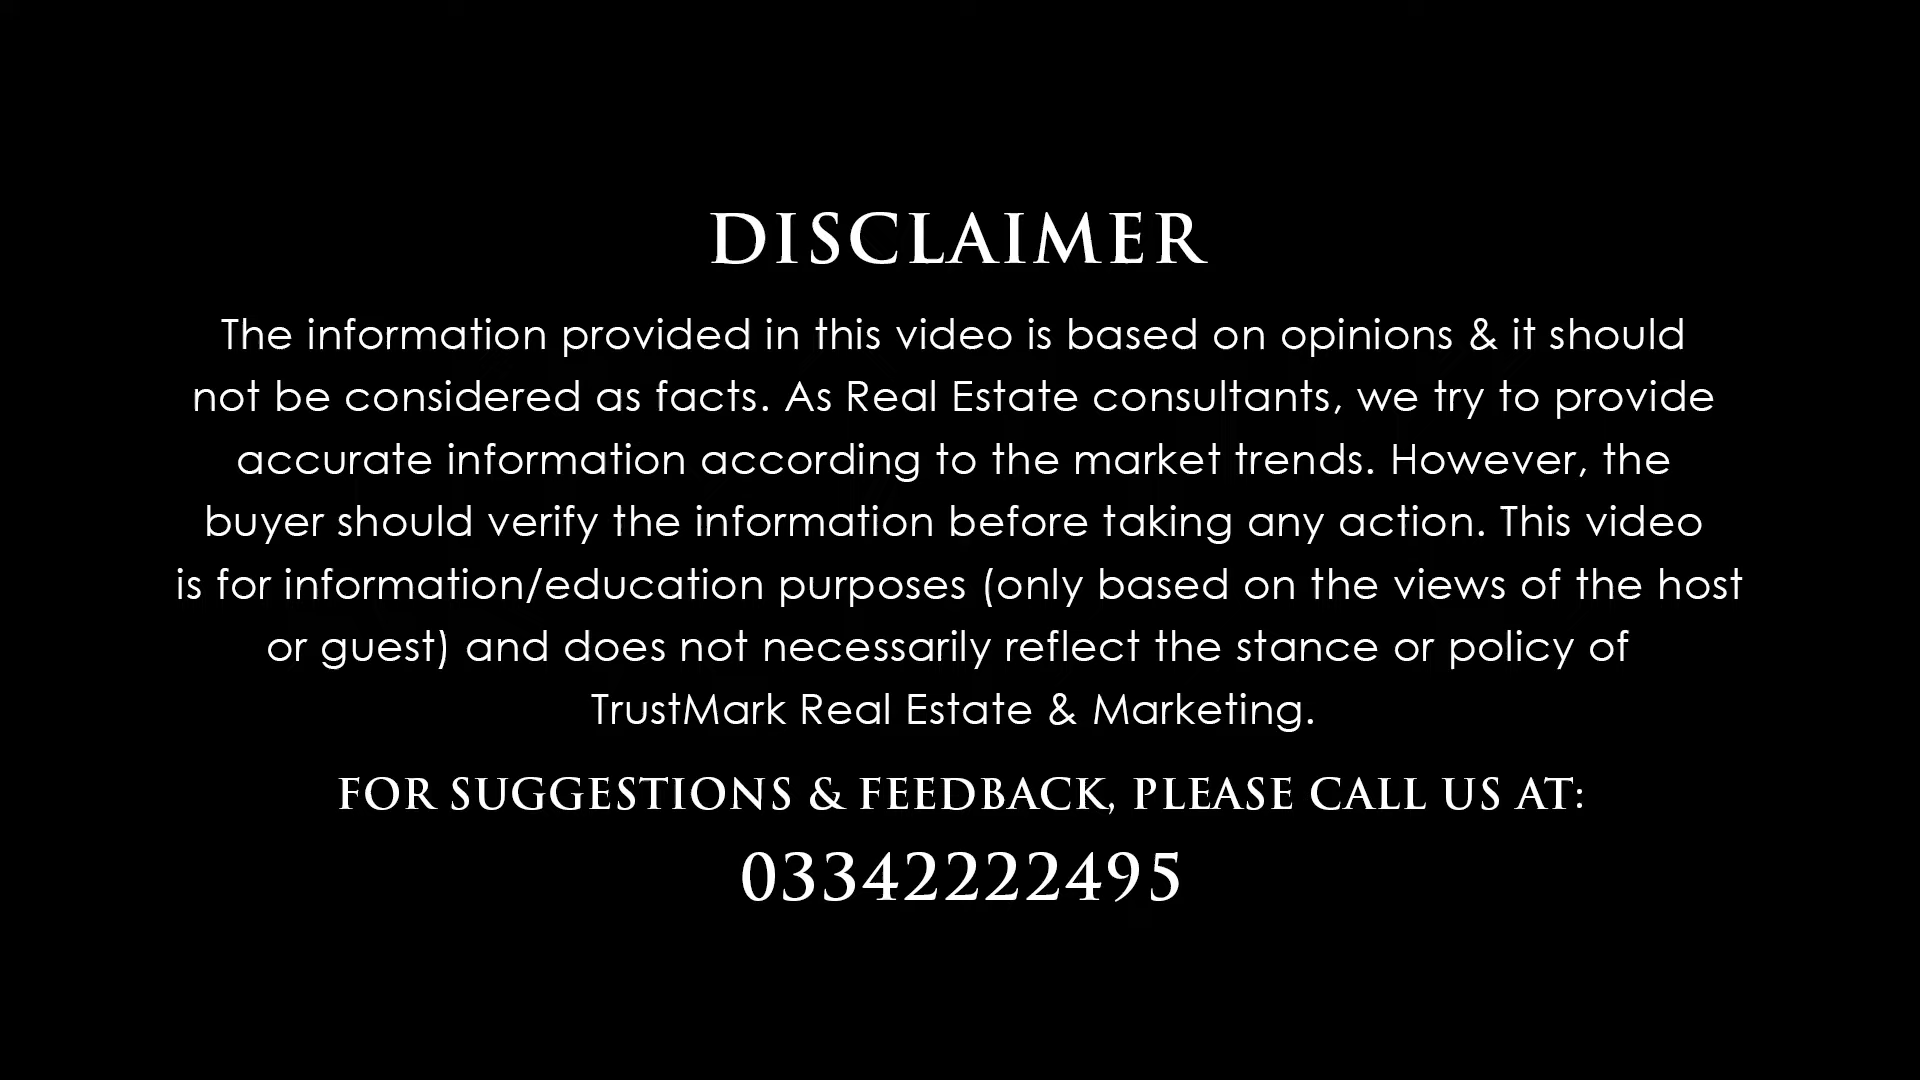 DISCLAIMER
The information provided in this video is based on opinions & it should
not be considered as facts. As Real Estate consultants, we try to provide
accurate information according to the market trends. However, the
buyer should verify the information before taking any action. This video
is for information/education purposes (only based on the views of the host
or guest) and does not necessarily reflect the stance or policy of
TrustMark Real Estate & Marketing.
FOR SUGGESTIONS & FEEDBACK, PLEASE CALL US AT:
03342222495